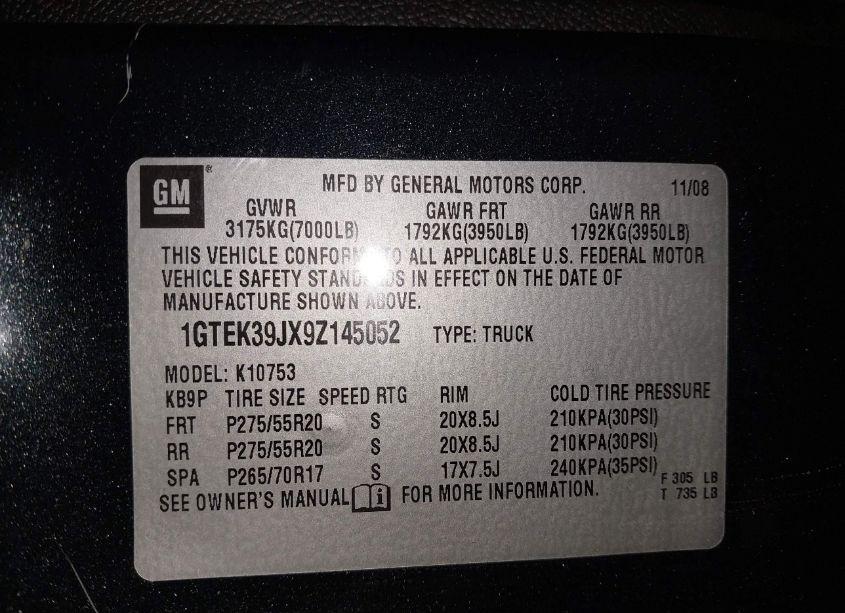 GM ® MFD BY GENERAL MOTORS CORP. 11/08
GVWR GAWR FRT GAWR RR
3175KG(7000LB) 1792KG(3950LB) 1792KG(3950LB)
THIS VEHICLE CONFORM TO ALL APPLICABLE U.S. FEDERAL MOTOR
VEHICLE SAFETY STANDARDS IN EFFECT ON THE DATE OF
MANUFACTURE SHOWN ABOVE.
1GTEK39JX9Z145052 TYPE: TRUCK
MODEL: K10753
KB9P TIRE SIZE SPEED RTG RIM COLD TIRE PRESSURE
FRT P275/55R20 S 20X8.5J 210KPA(30PSI)
RR P275/55R20 S 20X8.5J 210KPA(30PSI)
SPA P265/70R17 S 17X7.5J 240KPA(35PSI)
F 305 LB
SEE OWNER'S MANUAL i FOR MORE INFORMATION.
T 735 LB